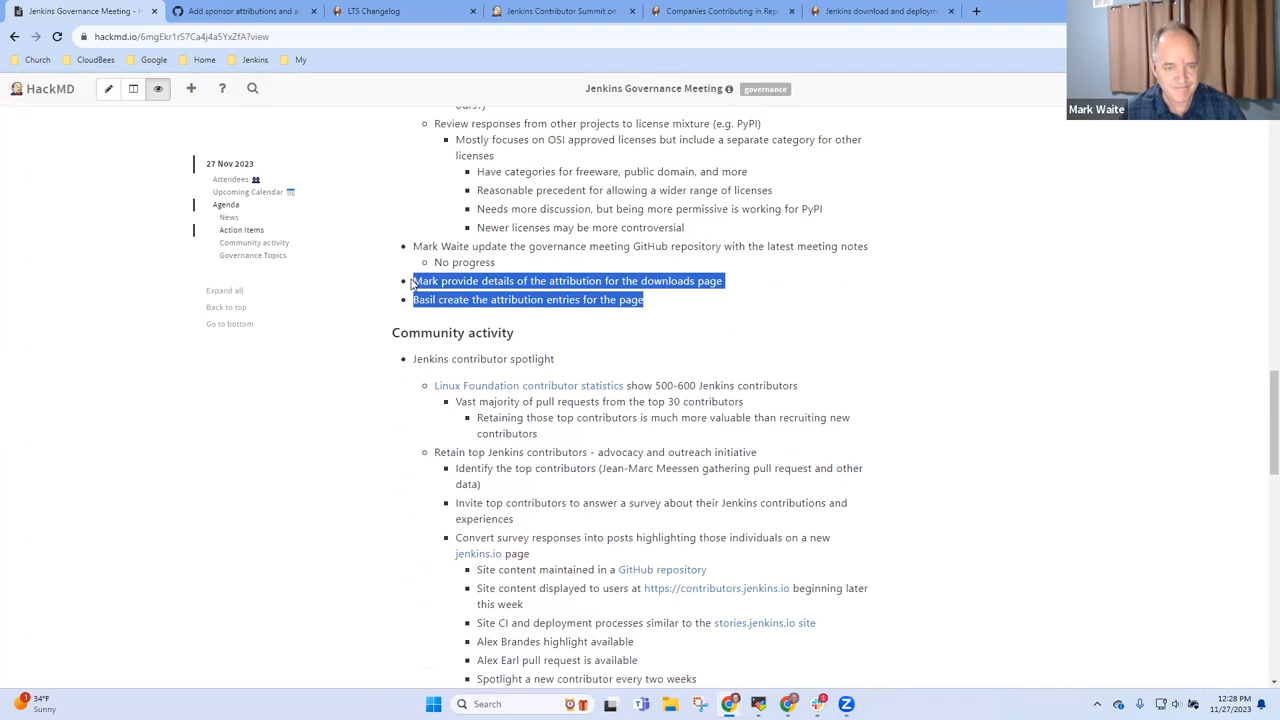 Jenkins Governance Meeting -
Add sponsor attributions and a
LTS Changelog
Jenkins Contributor Summit on
Companies Contributing in Rep
Jenkins download and deploym
hackmd.io/6mgEkr1rS7Ca4j4a5YxZfA?view
Church
CloudBees
Google
Home
Jenkins
My
HackMD
Jenkins Governance Meeting
governance
Mark Waite
27 Nov 2023
Attendees
Upcoming Calendar
Agenda
News
Action Items
Community activity
Governance Topics
Expand all
Back to top
Go to bottom
Review responses from other projects to license mixture (e.g. PyPI)
Mostly focuses on OSI approved licenses but include a separate category for other
licenses
Have categories for freeware, public domain, and more
Reasonable precedent for allowing a wider range of licenses
Needs more discussion, but being more permissive is working for PyPI
Newer licenses may be more controversial
Mark Waite update the governance meeting GitHub repository with the latest meeting notes
No progress
Mark provide details of the attribution for the downloads page
Basil create the attribution entries for the page
Community activity
Jenkins contributor spotlight
Linux Foundation contributor statistics show 500-600 Jenkins contributors
Vast majority of pull requests from the top 30 contributors
Retaining those top contributors is much more valuable than recruiting new
contributors
Retain top Jenkins contributors - advocacy and outreach initiative
Identify the top contributors (Jean-Marc Meessen gathering pull request and other
data)
Invite top contributors to answer a survey about their Jenkins contributions and
experiences
Convert survey responses into posts highlighting those individuals on a new
jenkins.io page
Site content maintained in a GitHub repository
Site content displayed to users at https://contributors.jenkins.io beginning later
this week
Site CI and deployment processes similar to the stories.jenkins.io site
Alex Brandes highlight available
Alex Earl pull request is available
Spotlight a new contributor every two weeks
34°F
Sunny
Search
12:28 PM
11/27/2023